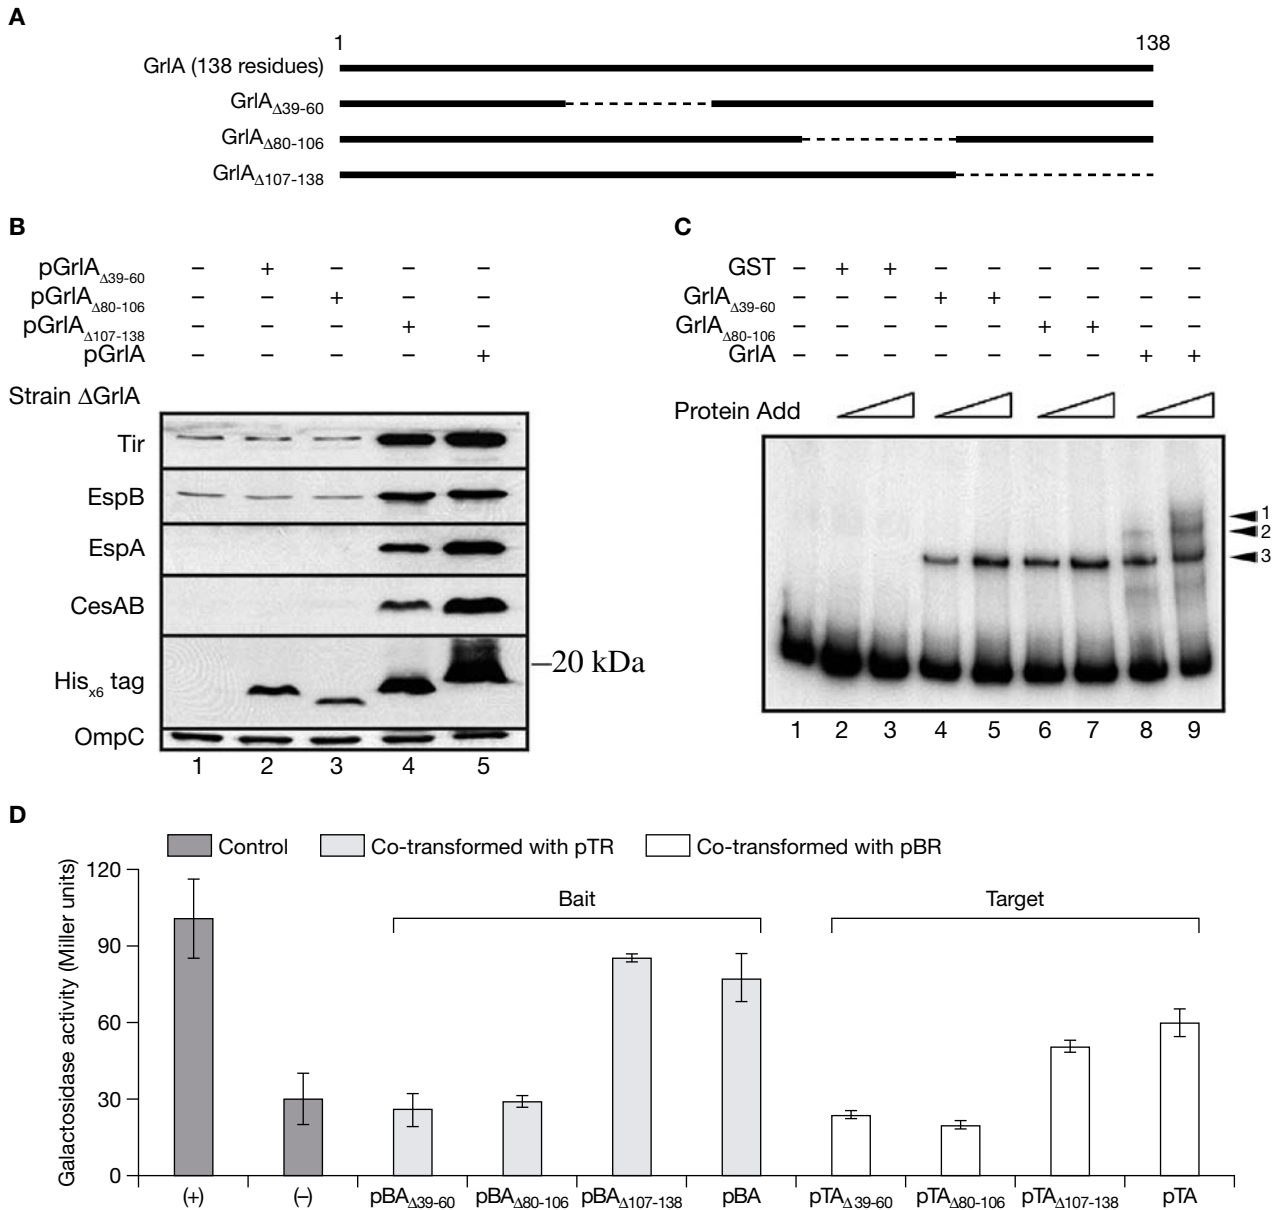 A
1 138
GrlA (138 residues)
GrlAΔ39-60
GrlAΔ80-106
GrlAΔ107-138
B
pGrlAΔ39-60 – + – – –
pGrlAΔ80-106 – – + – –
pGrlAΔ107-138 – – – + –
pGrlA – – – – +
Strain ΔGrlA
Tir
EspB
EspA
CesAB
Hisx6 tag
–20 kDa
OmpC
1 2 3 4 5
C
GST – + + – – – – – –
GrlAΔ39-60 – – – + + – – – –
GrlAΔ80-106 – – – – – + + – –
GrlA – – – – – – – + +
Protein Add
1
2
3
1 2 3 4 5 6 7 8 9
D
Control Co-transformed with pTR Co-transformed with pBR
Galactosidase activity (Miller units)
120
90
60
30
0
Bait Target
(+) (–) pBAΔ39-60 pBAΔ80-106 pBAΔ107-138 pBA pTAΔ39-60 pTAΔ80-106 pTAΔ107-138 pTA